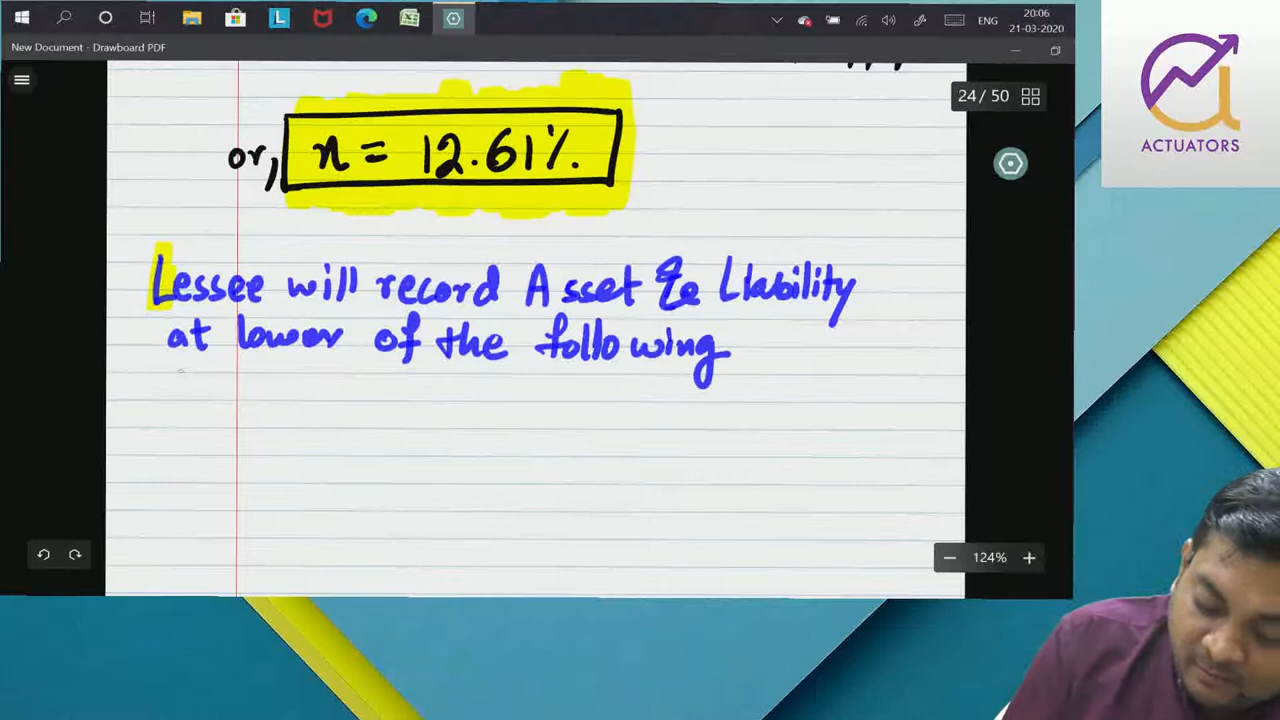 20:06
ENG
21-03-2020
New Document - Drawboard PDF
24 / 50
ACTUATORS
or, r = 12.61%.
Lessee will record Asset & Liability
at lower of the following
124%